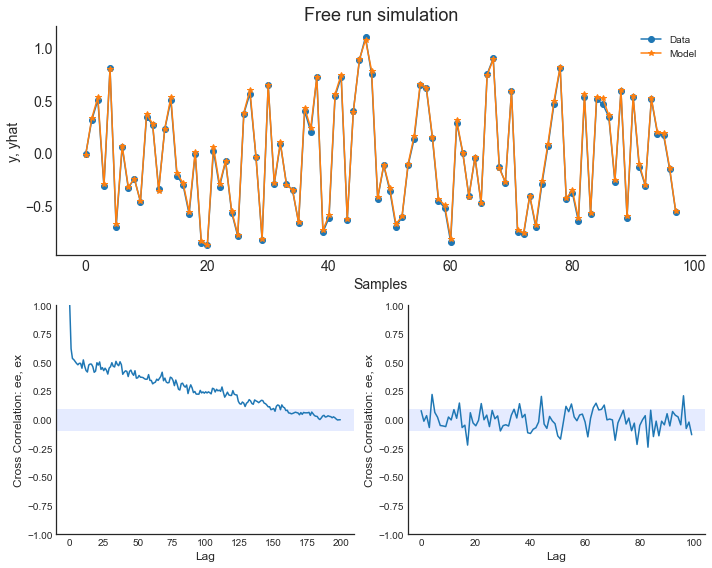 Free run simulation
Data
Model
y, yhat
1.0
0.5
0.0
−0.5
0 20 40 60 80 100
Samples
Cross Correlation: ee, ex
1.00
0.75
0.50
0.25
0.00
−0.25
−0.50
−0.75
−1.00
0 25 50 75 100 125 150 175 200
Lag
Cross Correlation: ee, ex
1.00
0.75
0.50
0.25
0.00
−0.25
−0.50
−0.75
−1.00
0 20 40 60 80 100
Lag